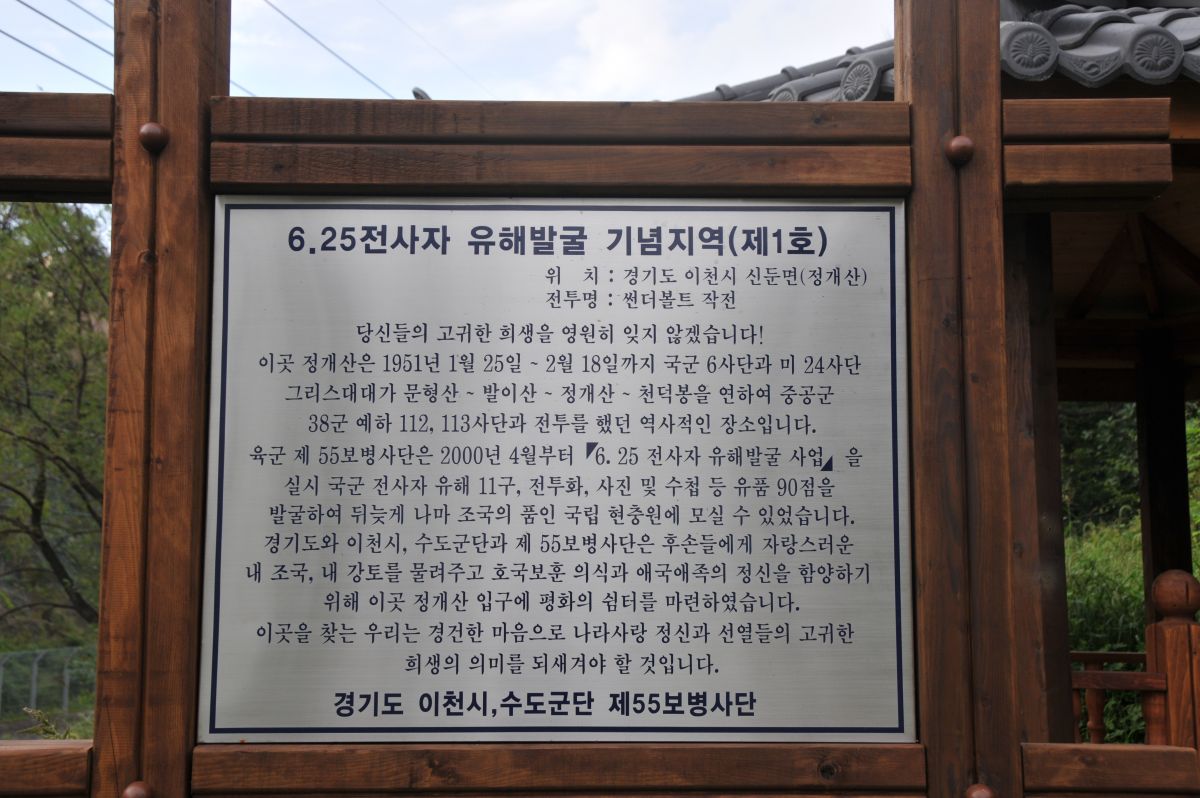 6.25전사자 유해발굴 기념지역(제1호)
위 치 : 경기도 이천시 신둔면(정개산)
전투명 : 썬더볼트 작전
당신들의 고귀한 희생을 영원히 잊지 않겠습니다!
이곳 정개산은 1951년 1월 25일 ~ 2월 18일까지 국군 6사단과 미 24사단
그리스대대가 문형산 ~ 발이산 ~ 정개산 ~ 천덕봉을 연하여 중공군
38군 예하 112, 113사단과 전투를 했던 역사적인 장소입니다.
육군 제 55보병사단은 2000년 4월부터 『6. 25 전사자 유해발굴 사업』 을
실시 국군 전사자 유해 11구, 전투화, 사진 및 수첩 등 유품 90점을
발굴하여 뒤늦게 나마 조국의 품인 국립 현충원에 모실 수 있었습니다.
경기도와 이천시, 수도군단과 제 55보병사단은 후손들에게 자랑스러운
내 조국, 내 강토를 물려주고 호국보훈 의식과 애국애족의 정신을 함양하기
위해 이곳 정개산 입구에 평화의 쉼터를 마련하였습니다.
이곳을 찾는 우리는 경건한 마음으로 나라사랑 정신과 선열들의 고귀한
희생의 의미를 되새겨야 할 것입니다.
경기도 이천시,수도군단 제55보병사단